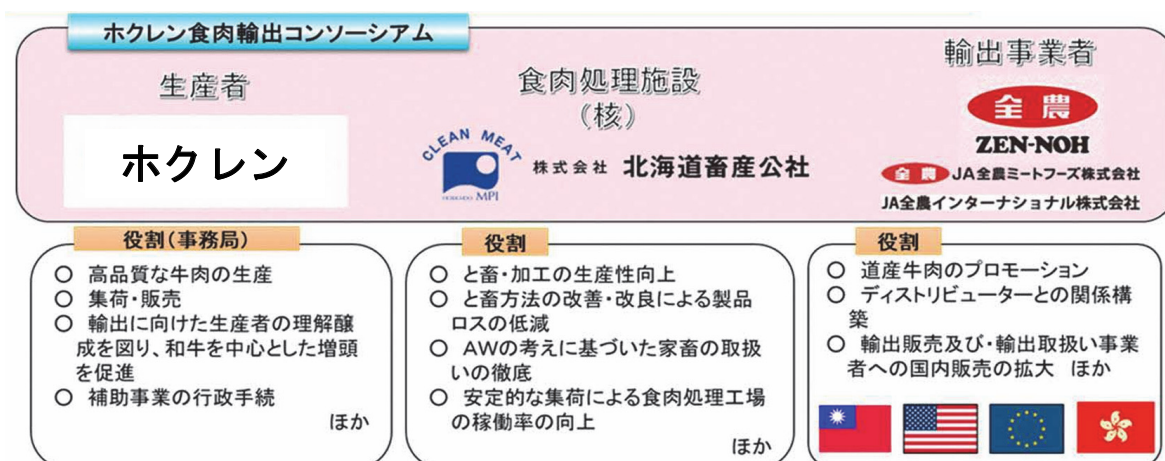 ホクレン食肉輸出コンソーシアム
生産者
ホクレン
食肉処理施設
(核)
CLEAN MEAT
HOKKAIDO MPI
株式会社 北海道畜産公社
輸出事業者
全農
ZEN-NOH
全農 JA全農ミートフーズ株式会社
JA全農インターナショナル株式会社
役割(事務局)
○ 高品質な牛肉の生産
○ 集荷・販売
○ 輸出に向けた生産者の理解醸
成を図り、和牛を中心とした増頭
を促進
○ 補助事業の行政手続
ほか
役割
○ と畜・加工の生産性向上
○ と畜方法の改善・改良による製品
ロスの低減
○ AWの考えに基づいた家畜の取扱
いの徹底
○ 安定的な集荷による食肉処理工場
の稼働率の向上
ほか
役割
○ 道産牛肉のプロモーション
○ ディストリビューターとの関係構
築
○ 輸出販売及び・輸出取扱い事業
者への国内販売の拡大 ほか